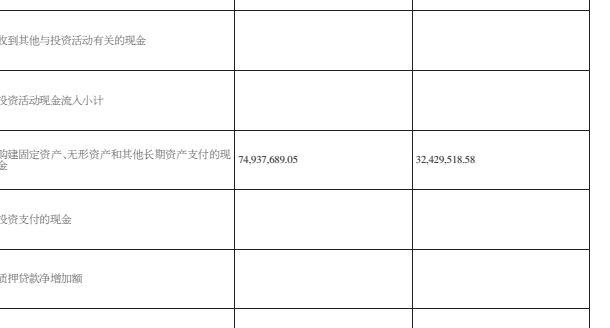 收到其他与投资活动有关的现金
投资活动现金流入小计
购建固定资产、无形资产和其他长期资产支付的现
金
74,937,689.05
32,429,518.58
投资支付的现金
质押贷款净增加额